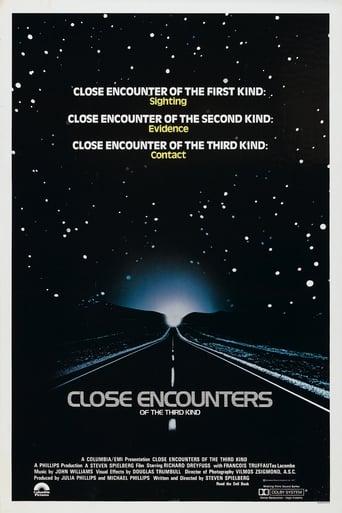 CLOSE ENCOUNTER OF THE FIRST KIND:
Sighting
CLOSE ENCOUNTER OF THE SECOND KIND:
Evidence
CLOSE ENCOUNTER OF THE THIRD KIND:
Contact
CLOSE ENCOUNTERS
OF THE THIRD KIND
A COLUMBIA/EMI Presentation CLOSE ENCOUNTERS OF THE THIRD KIND
A PHILLIPS Production A STEVEN SPIELBERG Film Starring RICHARD DREYFUSS with FRANCOIS TRUFFAUT as Lacombe
Music by JOHN WILLIAMS Visual Effects by DOUGLAS TRUMBULL Director of Photography VILMOS ZSIGMOND, A.S.C.
Produced by JULIA PHILLIPS and MICHAEL PHILLIPS Written and Directed by STEVEN SPIELBERG
Read the Dell Book
Columbia
Pictures
DOLBY SYSTEM